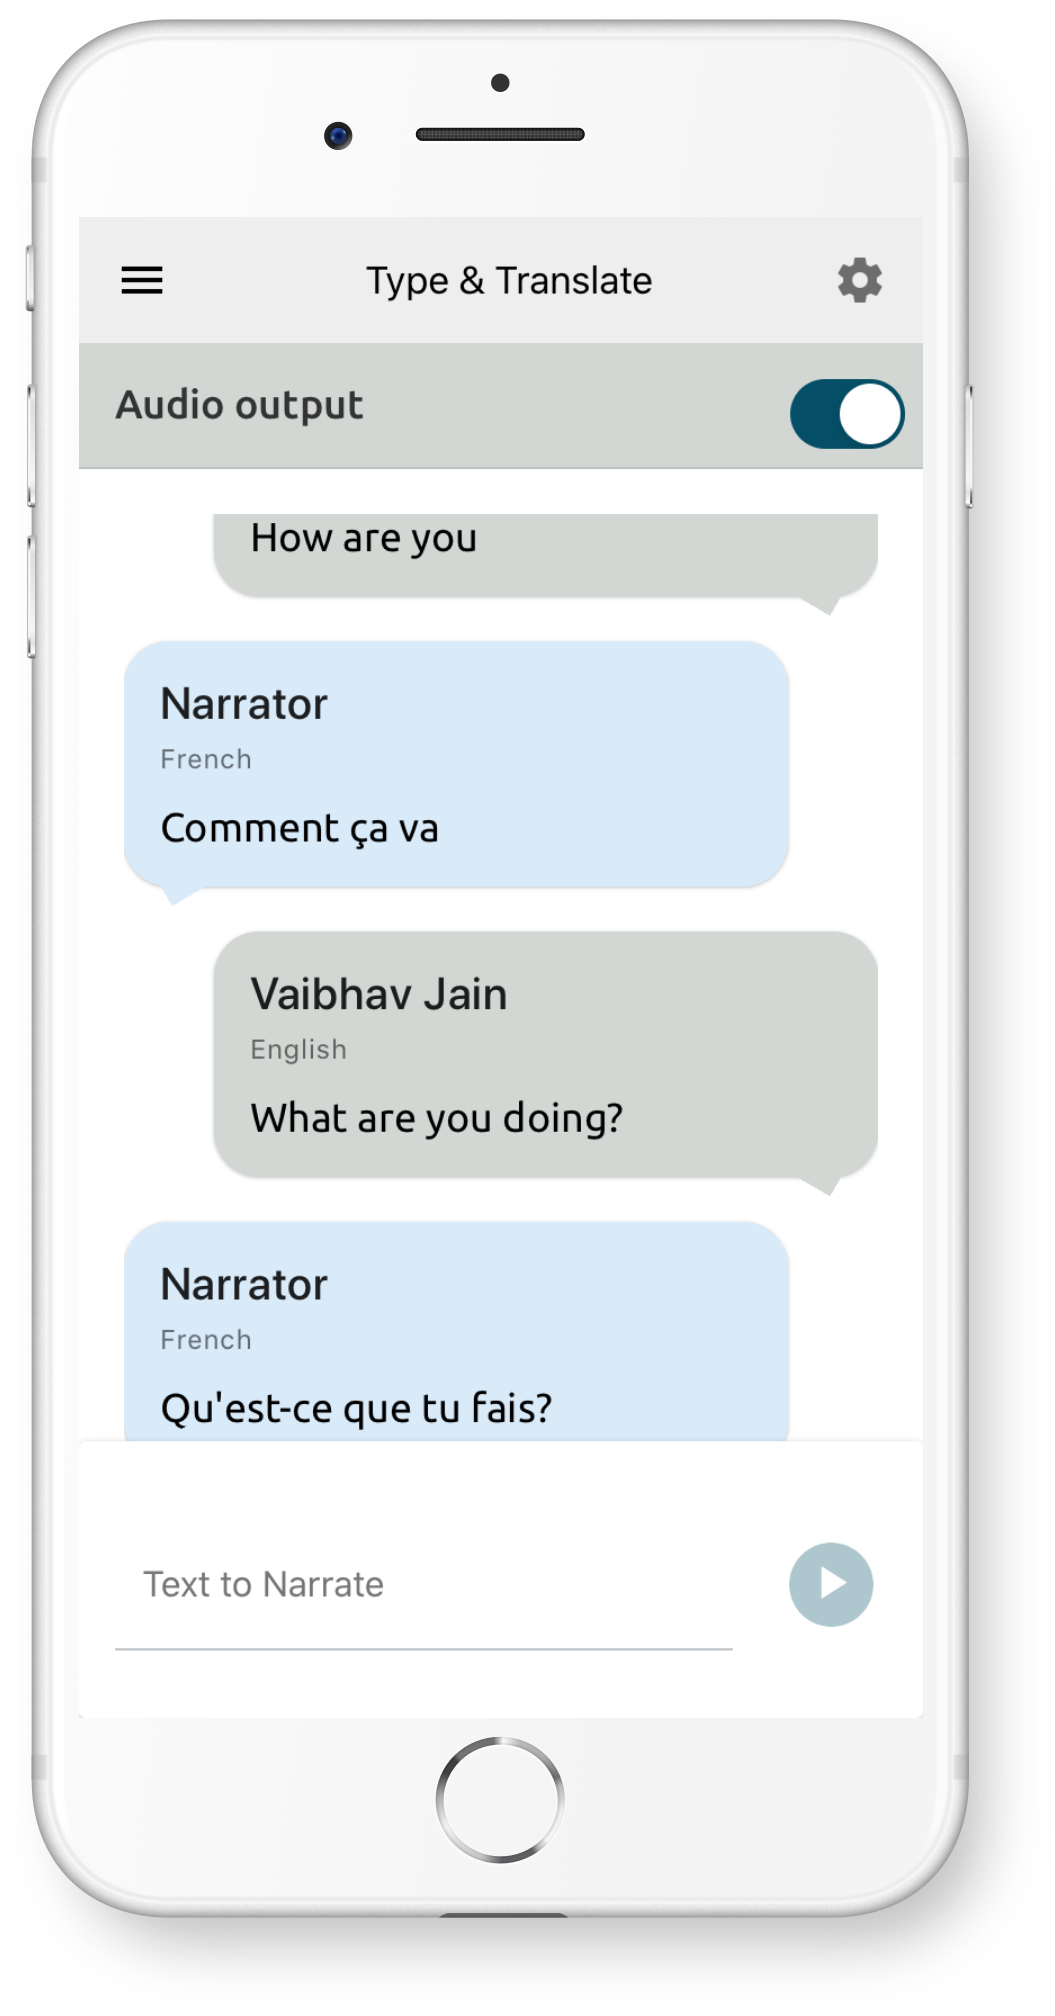 Type & Translate
Audio output
How are you
Narrator
French
Comment ça va
Vaibhav Jain
English
What are you doing?
Narrator
French
Qu'est-ce que tu fais?
Text to Narrate